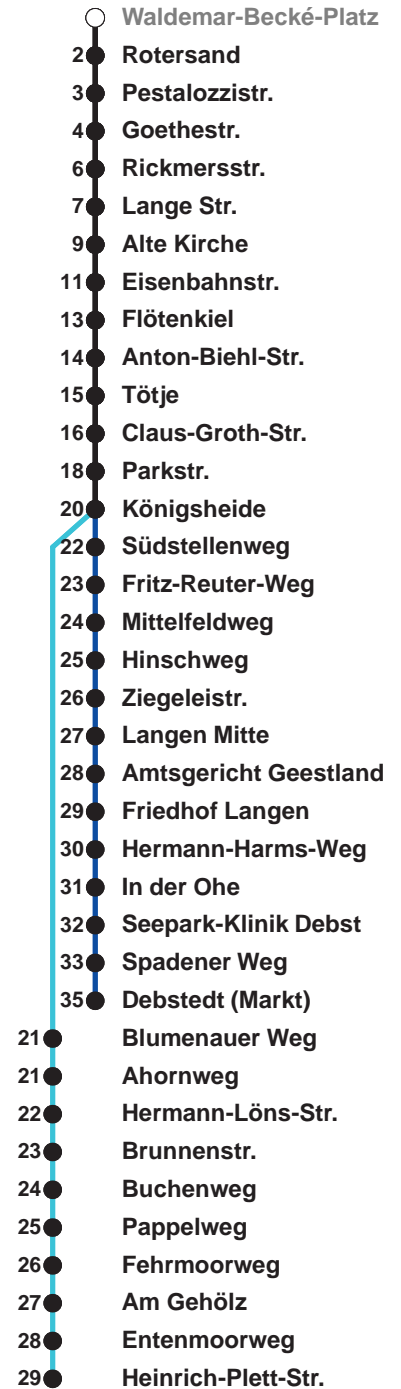 Waldemar-Becké-Platz
2 Rotersand
3 Pestalozzistr.
4 Goethestr.
6 Rickmersstr.
7 Lange Str.
9 Alte Kirche
11 Eisenbahnstr.
13 Flötenkiel
14 Anton-Biehl-Str.
15 Tötje
16 Claus-Groth-Str.
18 Parkstr.
20 Königsheide
22 Südstellenweg
23 Fritz-Reuter-Weg
24 Mittelfeldweg
25 Hinschweg
26 Ziegeleistr.
27 Langen Mitte
28 Amtsgericht Geestland
29 Friedhof Langen
30 Hermann-Harms-Weg
31 In der Ohe
32 Seepark-Klinik Debst
33 Spadener Weg
35 Debstedt (Markt)
21 Blumenauer Weg
21 Ahornweg
22 Hermann-Löns-Str.
23 Brunnenstr.
24 Buchenweg
25 Pappelweg
26 Fehrmoorweg
27 Am Gehölz
28 Entenmoorweg
29 Heinrich-Plett-Str.